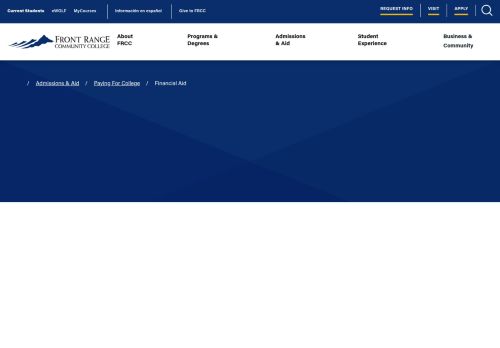 Current Students eWOLF MyCourses Información en español Give to FRCC REQUEST INFO VISIT APPLY
FRONT RANGE
COMMUNITY COLLEGE
About
FRCC
Programs &
Degrees
Admissions
& Aid
Student
Experience
Business &
Community
/ Admissions & Aid / Paying For College / Financial Aid